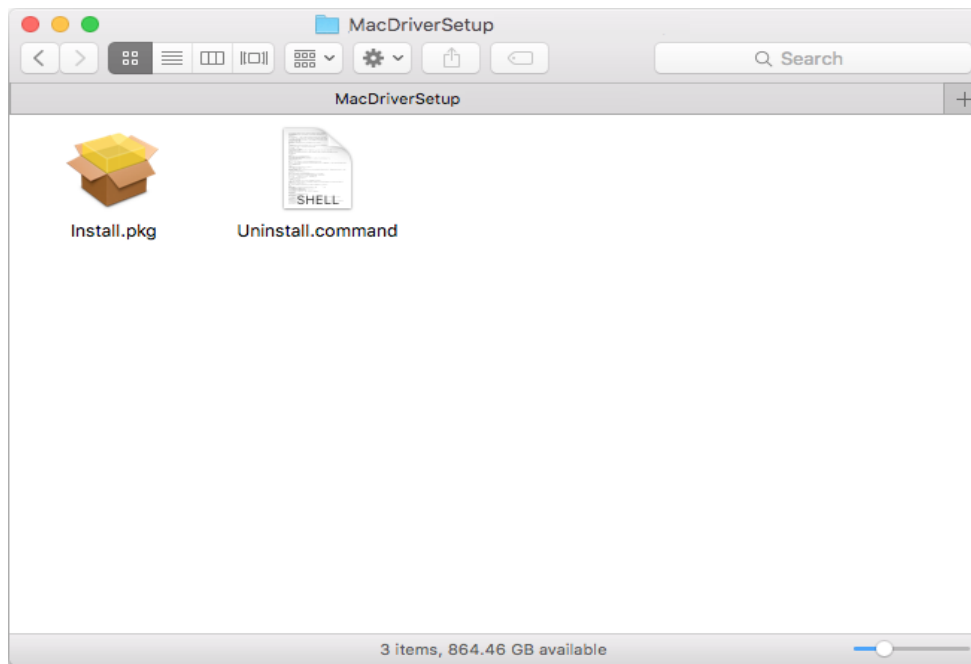 MacDriverSetup
Search
MacDriverSetup
SHELL
Install.pkg
Uninstall.command
3 items, 864.46 GB available